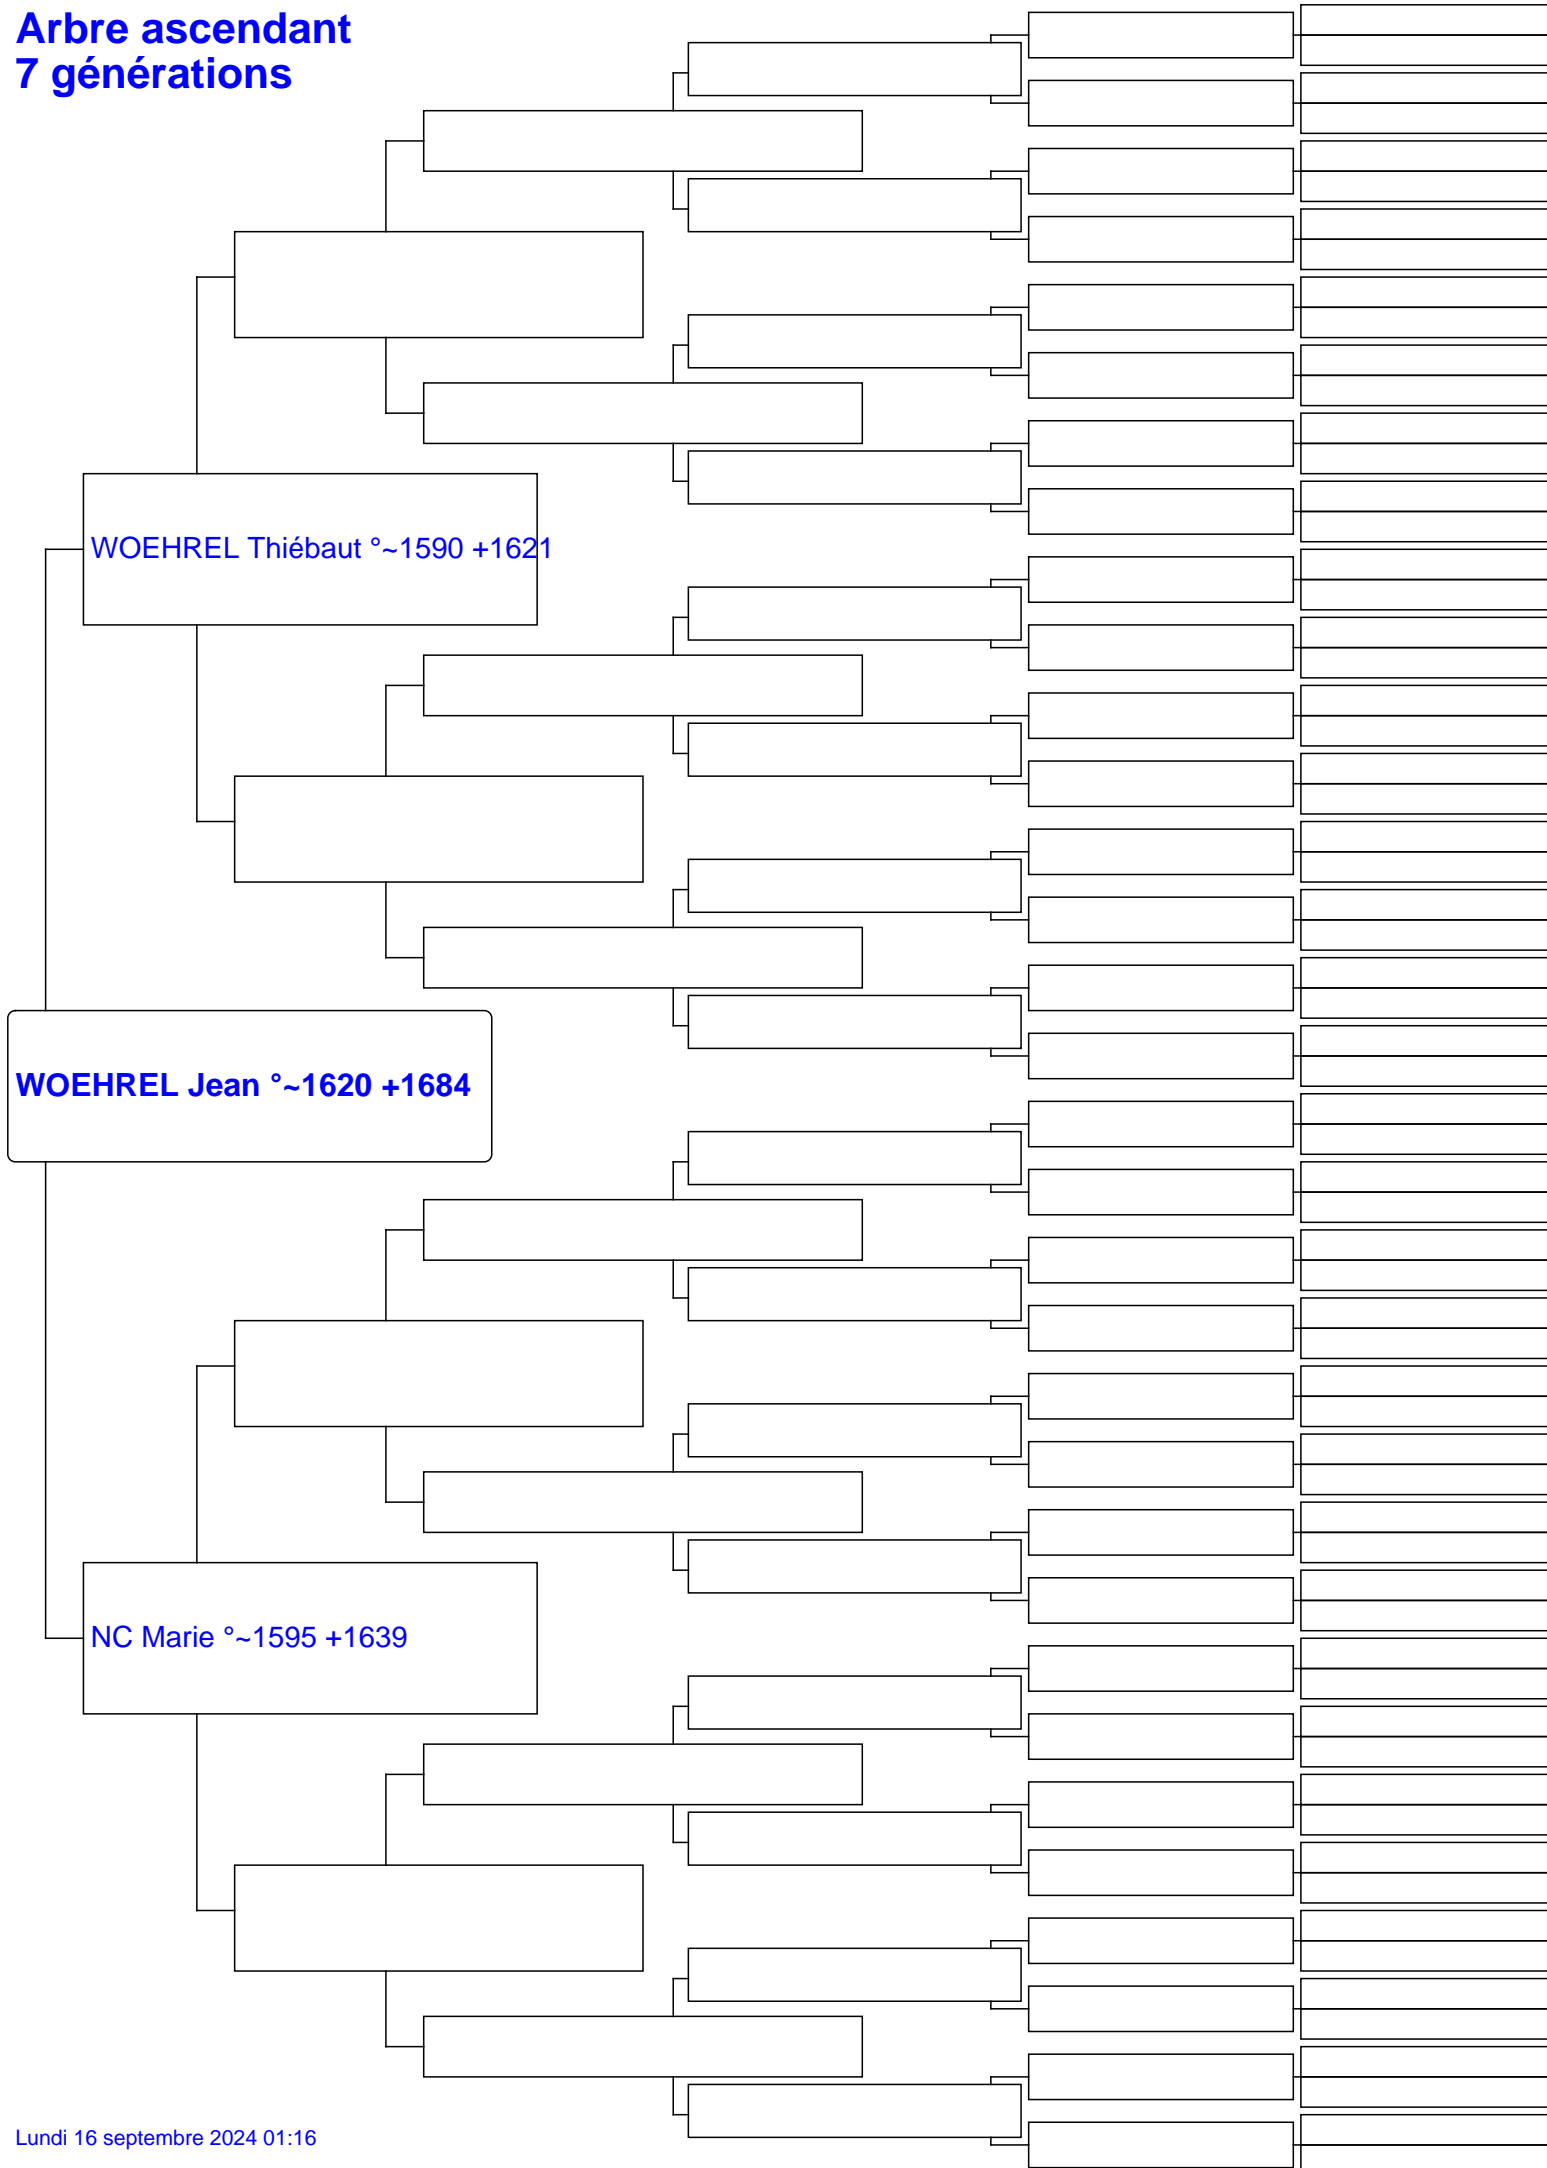 Arbre ascendant
7 générations
WOEHREL Thiébaut °~1590 +1621
WOEHREL Jean °~1620 +1684
NC Marie °~1595 +1639
Lundi 16 septembre 2024 01:16